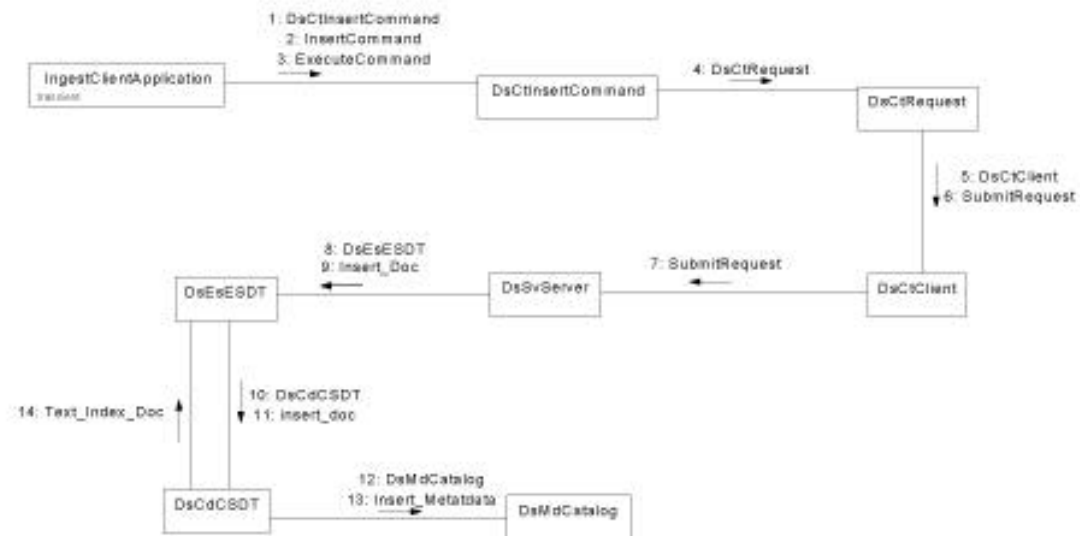 1: DsCtInsertCommand
2: InsertCommand
3: ExecuteCommand
IngestClientApplication
transient
DsCtInsertCommand
4: DsCtRequest
DsCtRequest
5: DsCtClient
6: SubmitRequest
8: DsEsESDT
9: Insert_Doc
7: SubmitRequest
DsEsESDT
DsSvServer
DsCtClient
10: DsCdCSDT
11: insert_doc
14: Text_Index_Doc
12: DsMdCatalog
13: Insert_Metatdata
DsCdCSDT
DsMdCatalog